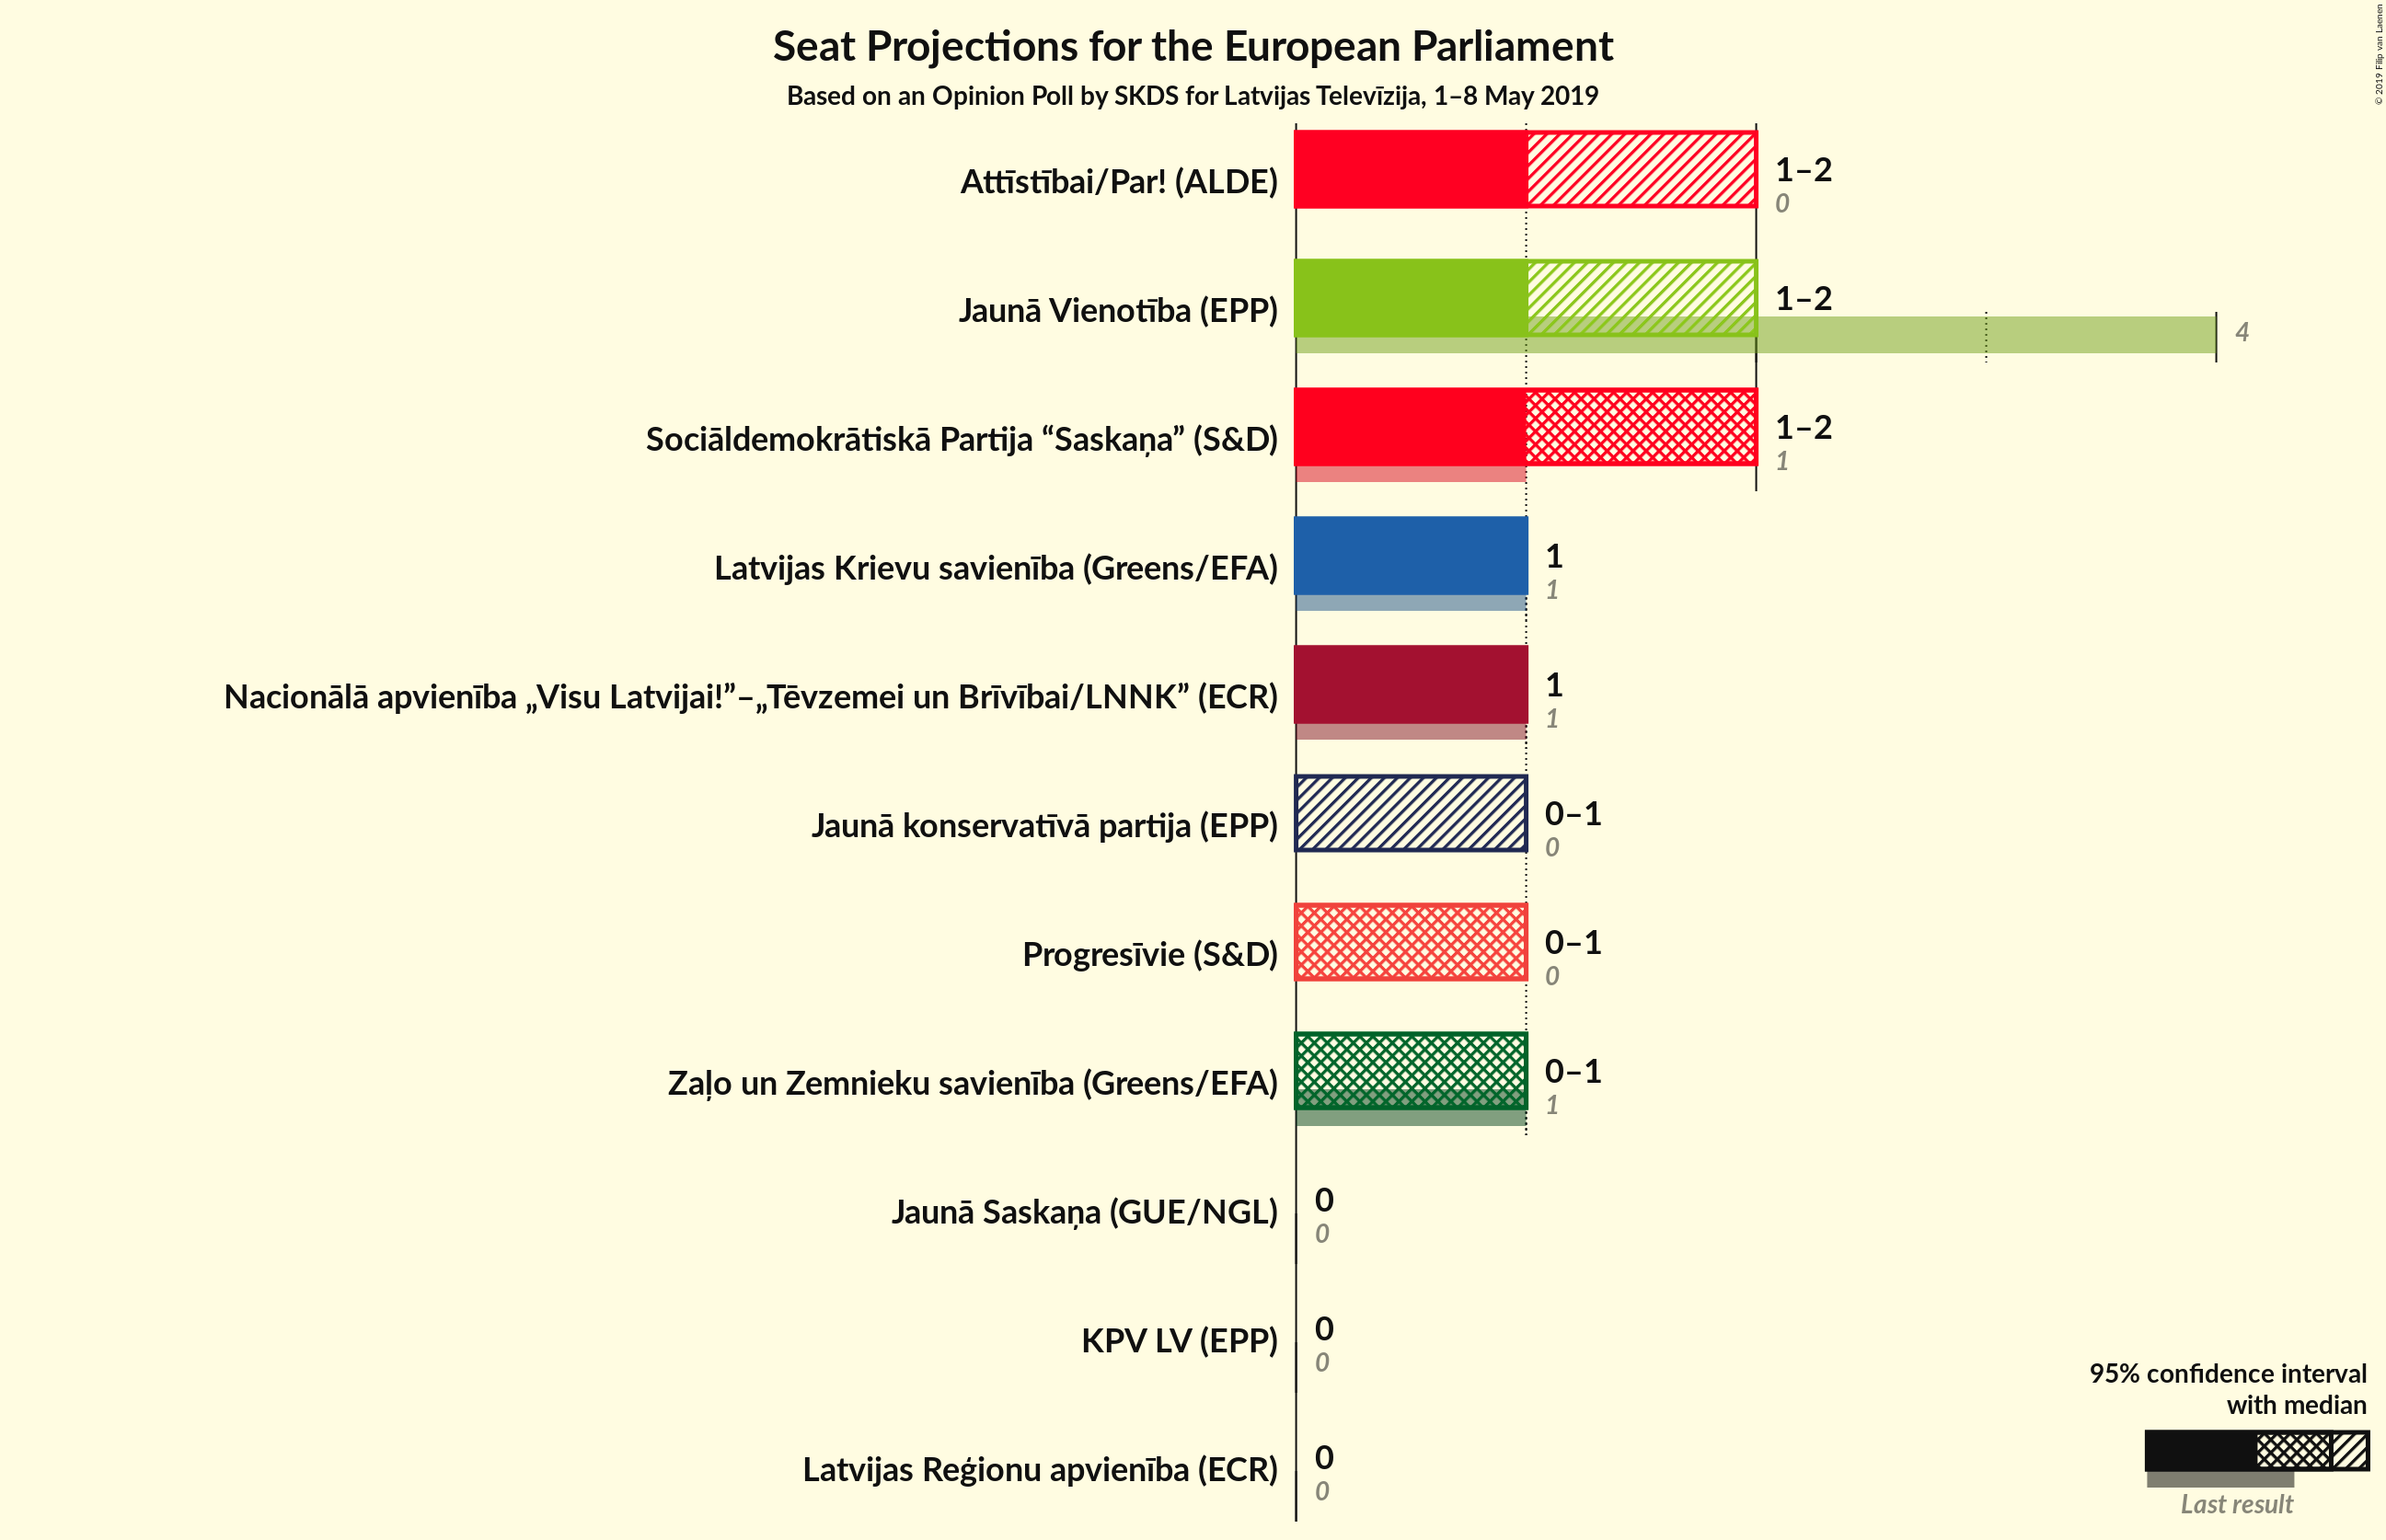 Seat Projections for the European Parliament
Based on an Opinion Poll by SKDS for Latvijas Televīzija, 1–8 May 2019
© 2019 Filip van Laenen
Attīstībai/Par! (ALDE)
1–2
0
Jaunā Vienotība (EPP)
1–2
4
Sociāldemokrātiskā Partija “Saskaņa” (S&D)
1–2
1
Latvijas Krievu savienība (Greens/EFA)
1
1
Nacionālā apvienība „Visu Latvijai!”–„Tēvzemei un Brīvībai/LNNK” (ECR)
1
1
Jaunā konservatīvā partija (EPP)
0–1
0
Progresīvie (S&D)
0–1
0
Zaļo un Zemnieku savienība (Greens/EFA)
0–1
1
Jaunā Saskaņa (GUE/NGL)
0
0
KPV LV (EPP)
0
0
Latvijas Reģionu apvienība (ECR)
0
0
95% confidence interval
with median
Last result